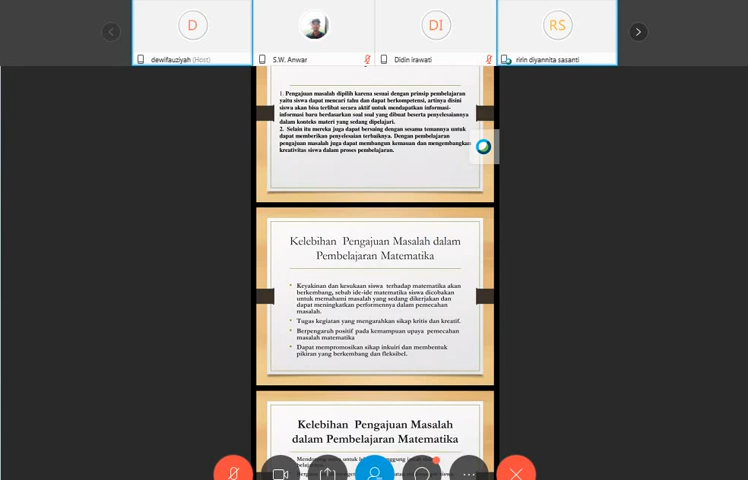 D
DI
RS
dewifauziyah (Host)
S.W. Anwar
Didin irawati
ririn diyannita sasanti
1. Pengajuan masalah dipilih karena sesuai dengan prinsip pembelajaran
yaitu siswa dapat mencari tahu dan dapat berkompetensi, artinya disini
siswa akan bisa terlibat secara aktif untuk mendapatkan informasi-
informasi baru berdasarkan soal soal yang dibuat beserta penyelesaiannya
dalam konteks materi yang sedang dipelajari.
2. Selain itu mereka juga dapat bersaing dengan sesama temannya untuk
dapat memberikan penyelesaian terbaiknya. Dengan pembelajaran
pengajuan masalah juga dapat membangun kemauan dan mengembangkan
kreativitas siswa dalam proses pembelajaran.
Kelebihan Pengajuan Masalah dalam
Pembelajaran Matematika
Keyakinan dan kesukaan siswa terhadap matematika akan
berkembang, sebab ide-ide matematika siswa dicobakan
untuk memahami masalah yang sedang dikerjakan dan
dapat meningkatkan performennya dalam pemecahan
masalah.
Tugas kegiatan yang mengarahkan sikap kritis dan kreatif.
Berpengaruh positif pada kemampuan upaya pemecahan
masalah matematika
Dapat mempromosikan sikap inkuiri dan membentuk
pikiran yang berkembang dan fleksibel.
Kelebihan Pengajuan Masalah
dalam Pembelajaran Matematika